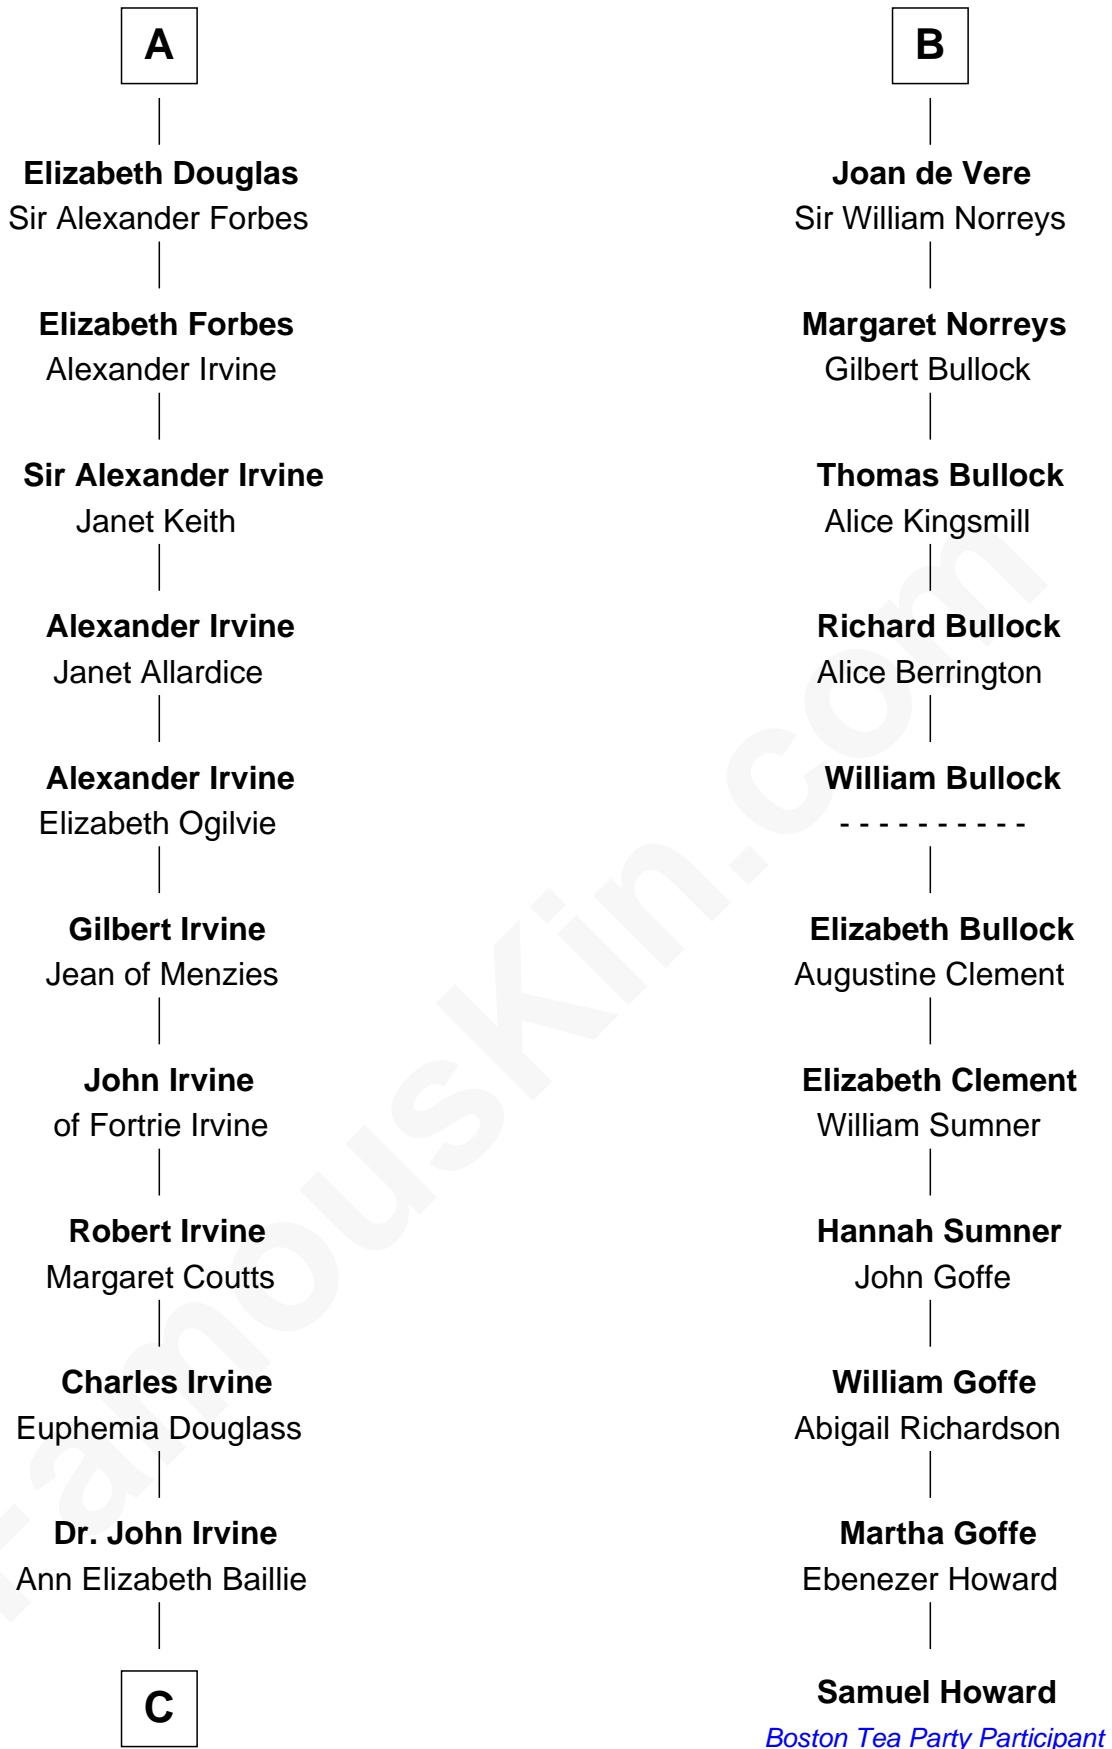 A
Elizabeth Douglas
Sir Alexander Forbes
Elizabeth Forbes
Alexander Irvine
Sir Alexander Irvine
Janet Keith
Alexander Irvine
Janet Allardice
Alexander Irvine
Elizabeth Ogilvie
Gilbert Irvine
Jean of Menzies
John Irvine
of Fortrie Irvine
Robert Irvine
Margaret Coutts
Charles Irvine
Euphemia Douglass
Dr. John Irvine
Ann Elizabeth Baillie
C
B
Joan de Vere
Sir William Norreys
Margaret Norreys
Gilbert Bullock
Thomas Bullock
Alice Kingsmill
Richard Bullock
Alice Berrington
William Bullock
- - - - - - - - - -
Elizabeth Bullock
Augustine Clement
Elizabeth Clement
William Sumner
Hannah Sumner
John Goffe
William Goffe
Abigail Richardson
Martha Goffe
Ebenezer Howard
Samuel Howard
Boston Tea Party Participant
FamousKin.com